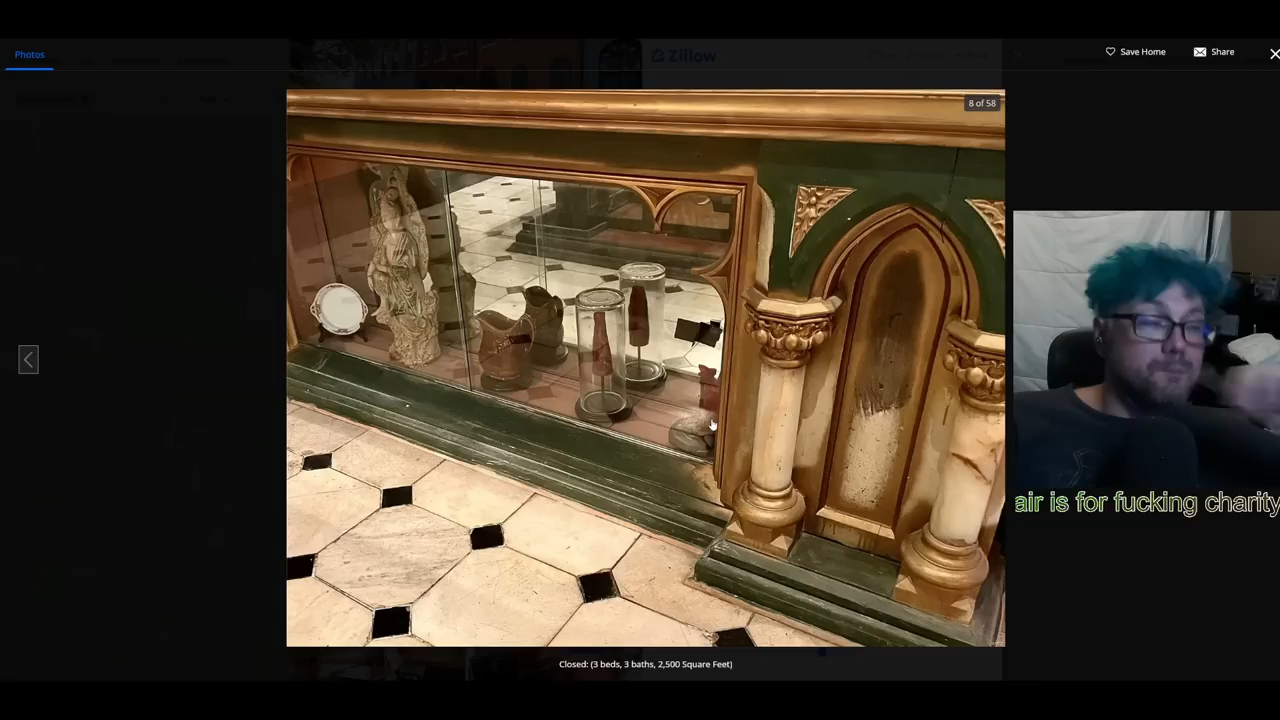 Photos
Zillow
Save Home
Share
8 of 58
air is for fucking charity
Closed: (3 beds, 3 baths, 2,500 Square Feet)